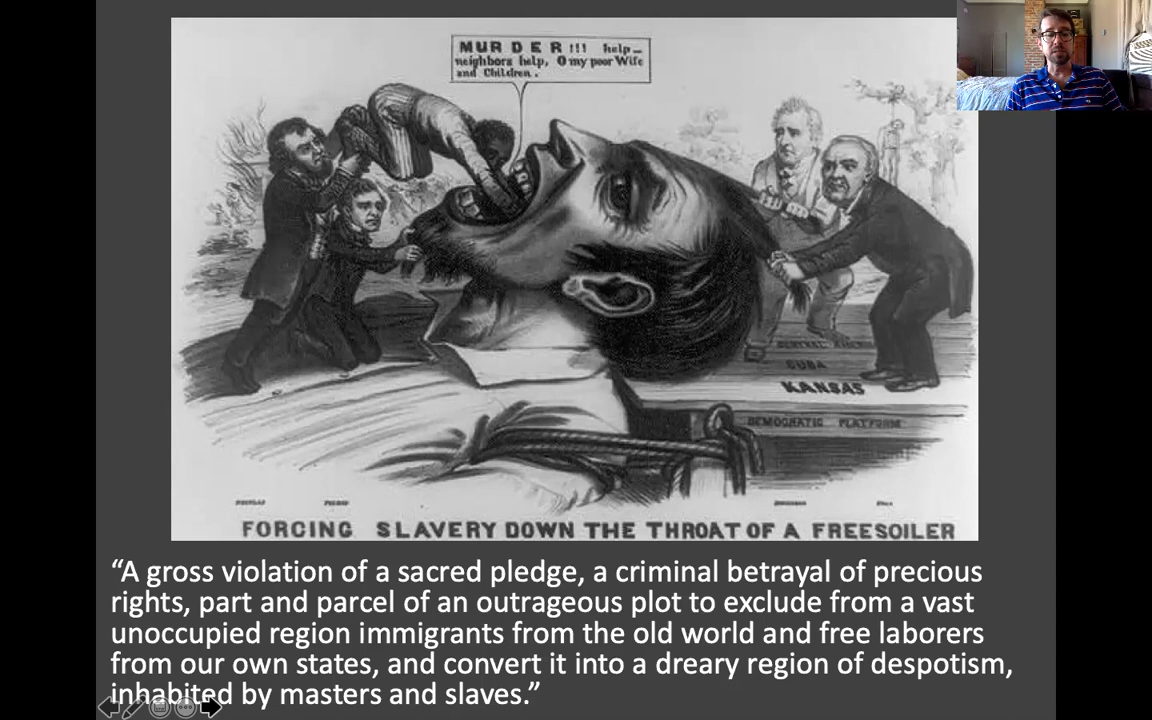 MURDER!!! help—
neighbors help, O my poor Wife
and Children.
CUBA
KANSAS
DEMOCRATIC PLATFORM
FORCING SLAVERY DOWN THE THROAT OF A FREESOILER
“A gross violation of a sacred pledge, a criminal betrayal of precious
rights, part and parcel of an outrageous plot to exclude from a vast
unoccupied region immigrants from the old world and free laborers
from our own states, and convert it into a dreary region of despotism,
inhabited by masters and slaves.”